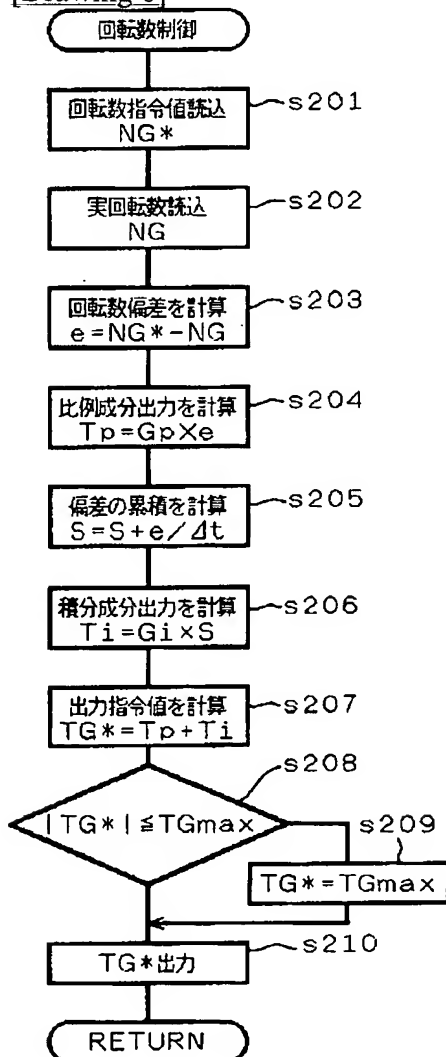 回転数制御
回転数指令値読込
NG*
s201
実回転数読込
NG
s202
回転数偏差を計算
e=NG*-NG
s203
比例成分出力を計算
Tp=Gp×e
s204
偏差の累積を計算
S=S+e/Δt
s205
積分成分出力を計算
Ti=Gi×S
s206
出力指令値を計算
TG*=Tp+Ti
s207
s208
|TG*|≦TGmax
s209
TG*=TGmax
TG*出力
s210
RETURN